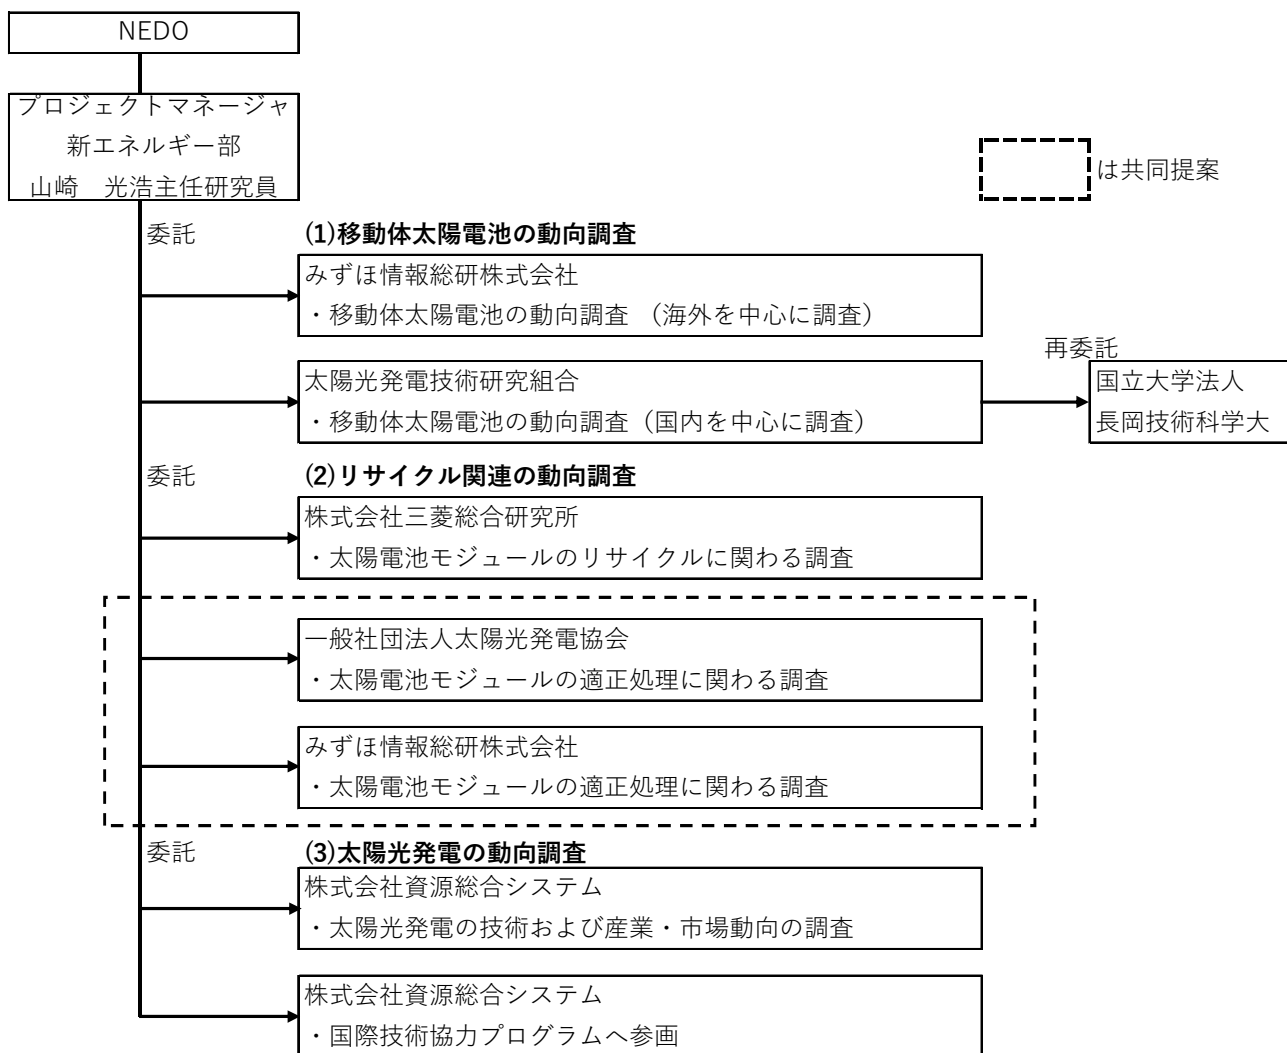 NEDO
プロジェクトマネージャ
新エネルギー部
山崎　光浩主任研究員
は共同提案
委託
(1)移動体太陽電池の動向調査
みずほ情報総研株式会社
・移動体太陽電池の動向調査 （海外を中心に調査）
再委託
太陽光発電技術研究組合
・移動体太陽電池の動向調査（国内を中心に調査）
国立大学法人
長岡技術科学大
委託
(2)リサイクル関連の動向調査
株式会社三菱総合研究所
・太陽電池モジュールのリサイクルに関わる調査
一般社団法人太陽光発電協会
・太陽電池モジュールの適正処理に関わる調査
みずほ情報総研株式会社
・太陽電池モジュールの適正処理に関わる調査
委託
(3)太陽光発電の動向調査
株式会社資源総合システム
・太陽光発電の技術および産業・市場動向の調査
株式会社資源総合システム
・国際技術協力プログラムへ参画